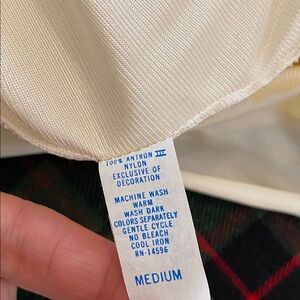 100% ANTRON III
NYLON
EXCLUSIVE OF
DECORATION
MACHINE WASH
WARM
WASH DARK
COLORS SEPARATELY
GENTLE CYCLE
NO BLEACH
COOL IRON
RN-14596
MEDIUM